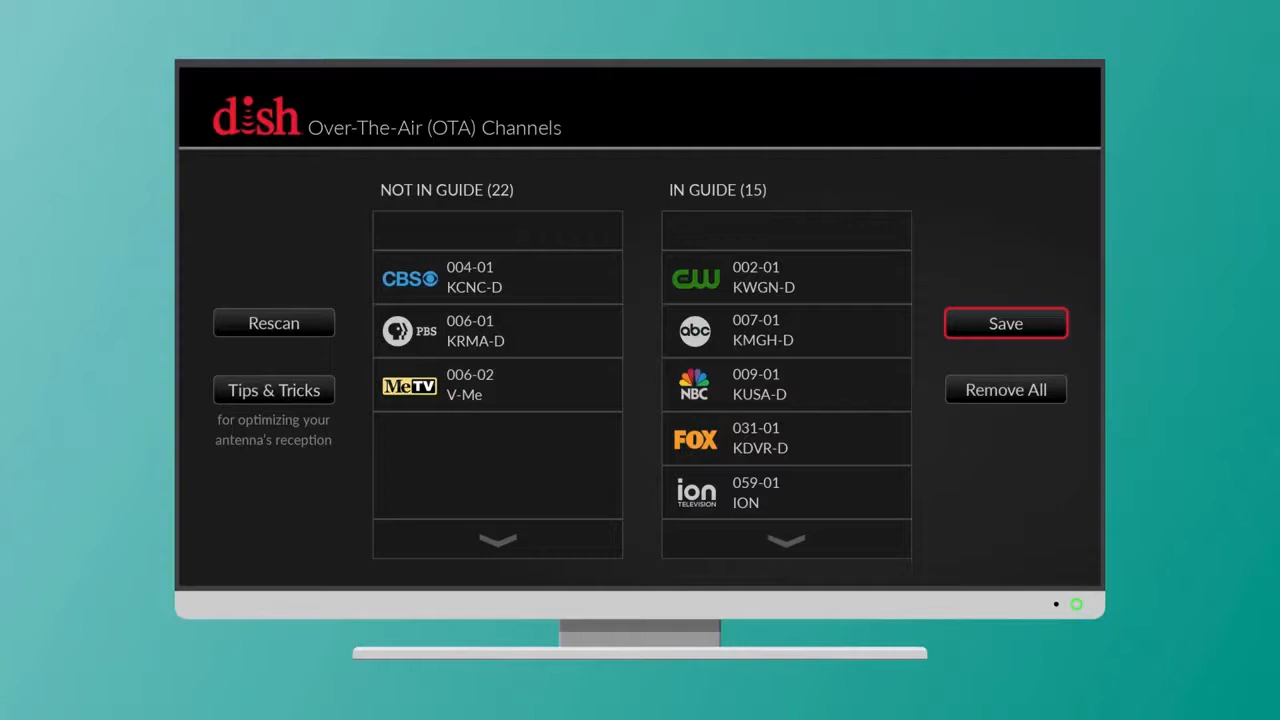 dish Over-The-Air (OTA) Channels
NOT IN GUIDE (22)
IN GUIDE (15)
Rescan
Tips & Tricks
for optimizing your
antenna's reception
CBS
004-01
KCNC-D
PBS
006-01
KRMA-D
MeTV
006-02
V-Me
CW
002-01
KWGN-D
abc
007-01
KMGH-D
NBC
009-01
KUSA-D
FOX
031-01
KDVR-D
ion
TELEVISION
059-01
ION
Save
Remove All